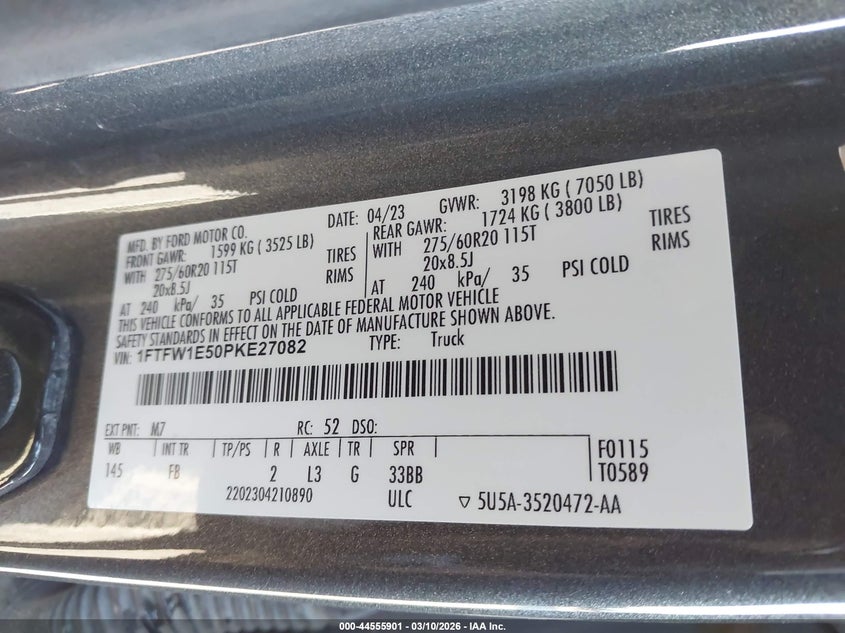 MFD. BY FORD MOTOR CO.
DATE: 04/23 GVWR: 3198 KG ( 7050 LB)
FRONT GAWR: 1599 KG ( 3525 LB)
WITH 275/60R20 115T TIRES
20x8.5J RIMS
AT 240 kPa/ 35 PSI COLD
REAR GAWR: 1724 KG ( 3800 LB)
WITH 275/60R20 115T TIRES
20x8.5J RIMS
AT 240 kPa/ 35 PSI COLD
THIS VEHICLE CONFORMS TO ALL APPLICABLE FEDERAL MOTOR VEHICLE
SAFETY STANDARDS IN EFFECT ON THE DATE OF MANUFACTURE SHOWN ABOVE.
VIN: 1FTFW1E50PKE27082 TYPE: Truck
EXT PNT: M7 RC: 52 DSO:
WB INT TR TP/PS R AXLE TR SPR F0115
145 FB 2 L3 G 33BB T0589
2202304210890 ULC ▽ 5U5A-3520472-AA
000-44555901 - 03/10/2026 - IAA Inc.